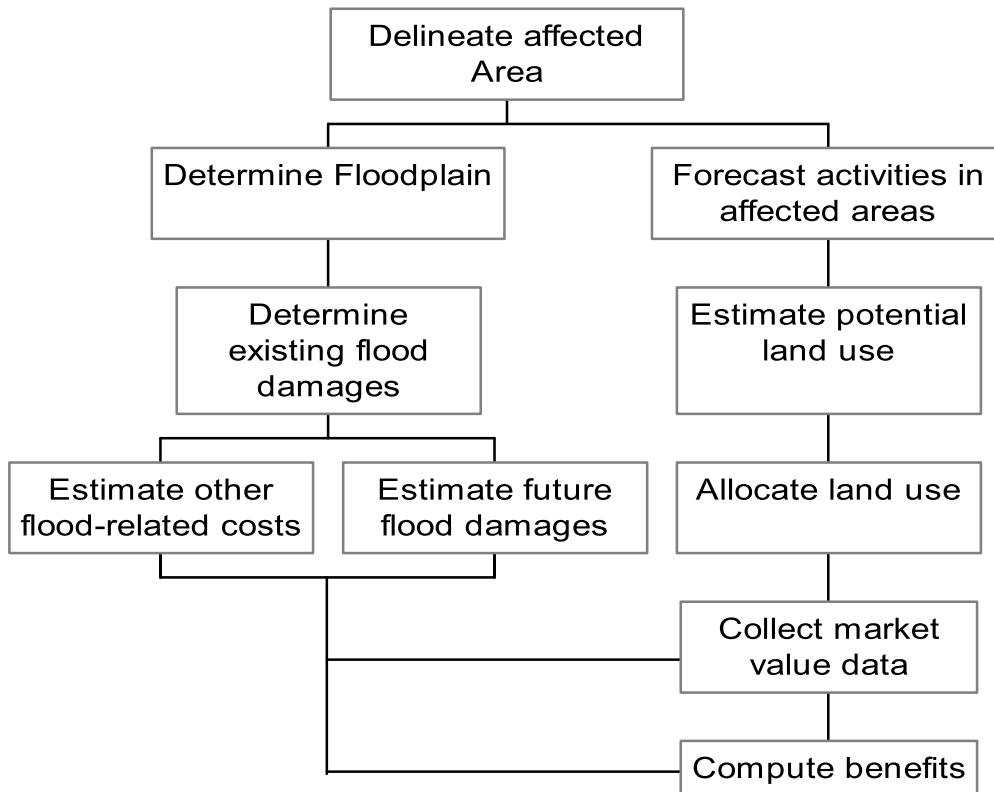 Delineate affected
Area
Determine Floodplain
Forecast activities in
affected areas
Determine
existing flood
damages
Estimate potential
land use
Estimate other
flood-related costs
Estimate future
flood damages
Allocate land use
Collect market
value data
Compute benefits